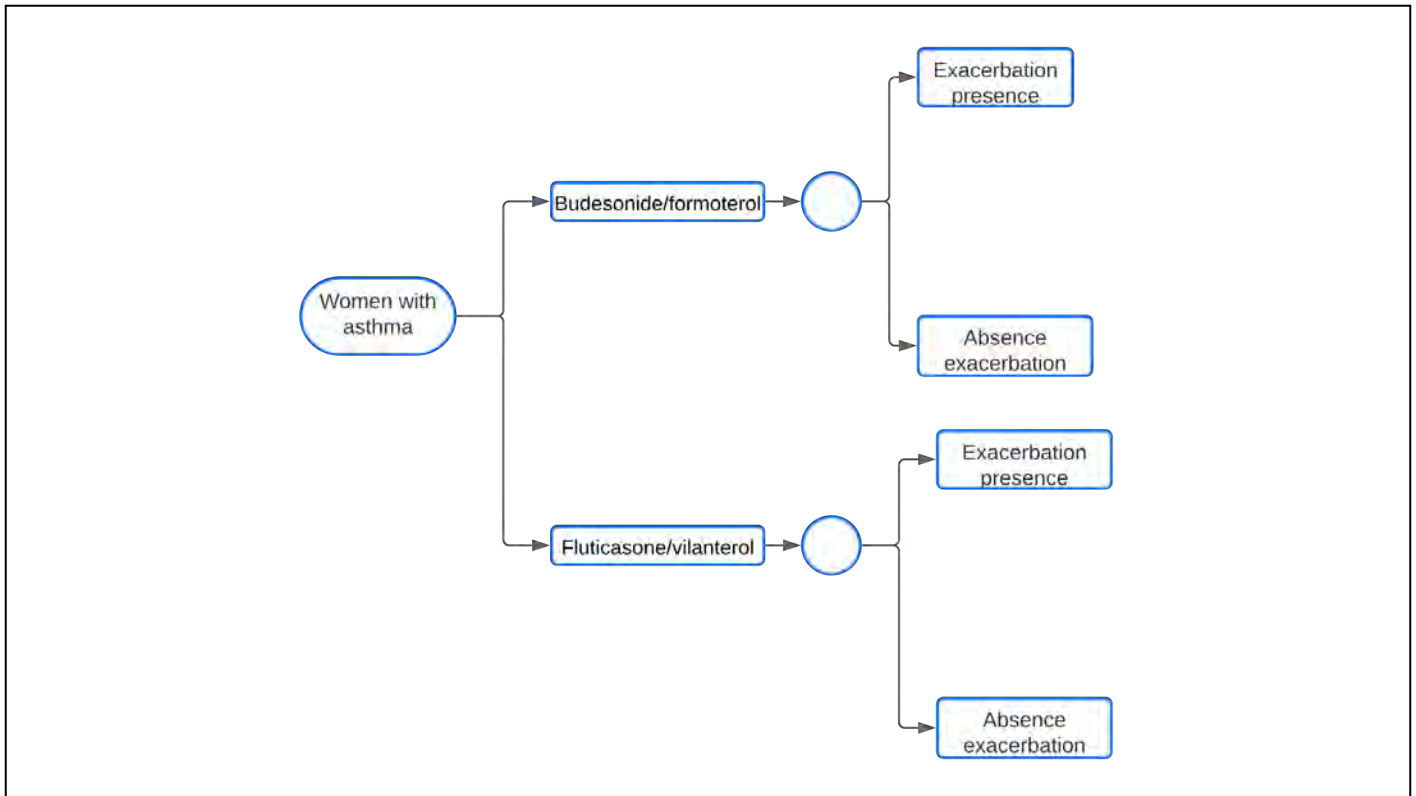 Exacerbation
presence
Budesonide/formoterol
Women with
asthma
Absence
exacerbation
Exacerbation
presence
Fluticasone/vilanterol
Absence
exacerbation